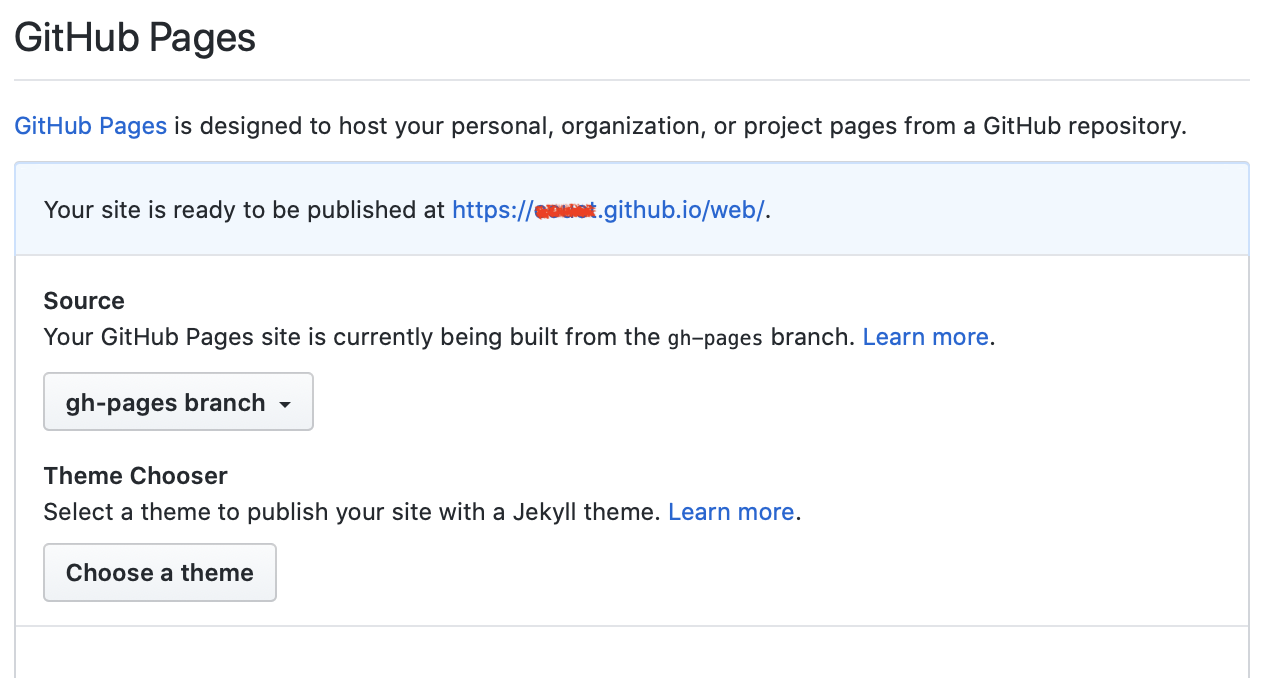 GitHub Pages
GitHub Pages is designed to host your personal, organization, or project pages from a GitHub repository.
Your site is ready to be published at https://.github.io/web/.
Source
Your GitHub Pages site is currently being built from the gh-pages branch. Learn more.
gh-pages branch
Theme Chooser
Select a theme to publish your site with a Jekyll theme. Learn more.
Choose a theme